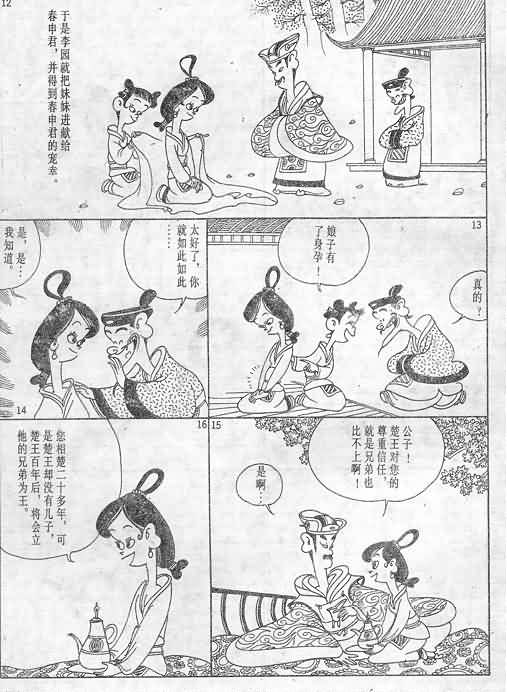 12
于是李园就把妹妹进献给
春申君，并得到春申君的宠幸。
13
娘子有
了身孕！
真的？
14
太好了，你
就如此如此
…
是，是…
我知道。
15
公子！
楚王对您的
尊重信任，
就是兄弟也
比不上啊！
是啊…
16
您相楚二十多年，可
是楚王却没有儿子，
楚王百年后，将会立
他的兄弟为王。